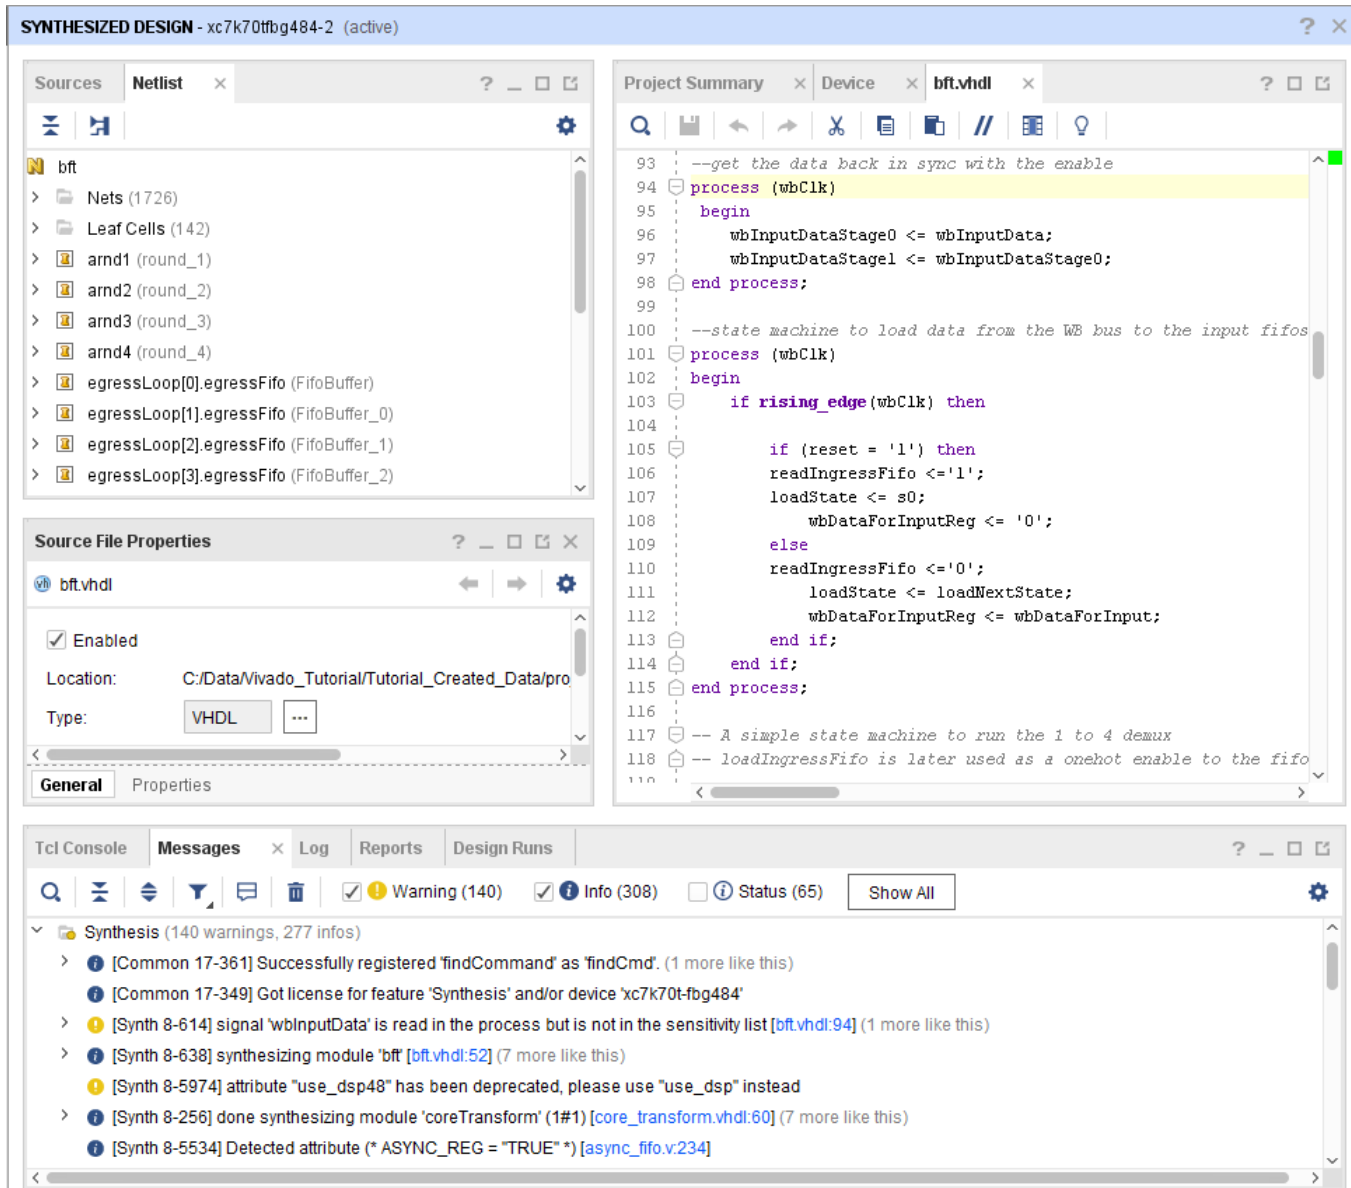 SYNTHESIZED DESIGN - xc7k70tfbg484-2 (active)
Sources
Netlist
bft
Nets (1726)
Leaf Cells (142)
arnd1 (round_1)
arnd2 (round_2)
arnd3 (round_3)
arnd4 (round_4)
egressLoop[0].egressFifo (FifoBuffer)
egressLoop[1].egressFifo (FifoBuffer_0)
egressLoop[2].egressFifo (FifoBuffer_1)
egressLoop[3].egressFifo (FifoBuffer_2)
Source File Properties
bft.vhdl
Enabled
Location: C:/Data/Vivado_Tutorial/Tutorial_Created_Data/proj
Type: VHDL ...
General Properties
Project Summary Device bft.vhdl
93 --get the data back in sync with the enable
94 process (wbClk)
95 begin
96 wbInputDataStage0 <= wbInputData;
97 wbInputDataStage1 <= wbInputDataStage0;
98 end process;
99
100 --state machine to load data from the WB bus to the input fifos
101 process (wbClk)
102 begin
103 if rising_edge(wbClk) then
104
105 if (reset = '1') then
106 readIngressFifo <='1';
107 loadState <= s0;
108 wbDataForInputReg <= '0';
109 else
110 readIngressFifo <='0';
111 loadState <= loadNextState;
112 wbDataForInputReg <= wbDataForInput;
113 end if;
114 end if;
115 end process;
116
117 -- A simple state machine to run the 1 to 4 demux
118 -- loadIngressFifo is later used as a onehot enable to the fifo
119
Tcl Console Messages Log Reports Design Runs
Warning (140) Info (308) Status (65) Show All
Synthesis (140 warnings, 277 infos)
[Common 17-361] Successfully registered 'findCommand' as 'findCmd'. (1 more like this)
[Common 17-349] Got license for feature 'Synthesis' and/or device 'xc7k70t-fbg484'
[Synth 8-614] signal 'wbInputData' is read in the process but is not in the sensitivity list [bft.vhdl:94] (1 more like this)
[Synth 8-638] synthesizing module 'bft' [bft.vhdl:52] (7 more like this)
[Synth 8-5974] attribute "use_dsp48" has been deprecated, please use "use_dsp" instead
[Synth 8-256] done synthesizing module 'coreTransform' (1#1) [core_transform.vhdl:60] (7 more like this)
[Synth 8-5534] Detected attribute (* ASYNC_REG = "TRUE" *) [async_fifo.v:234]